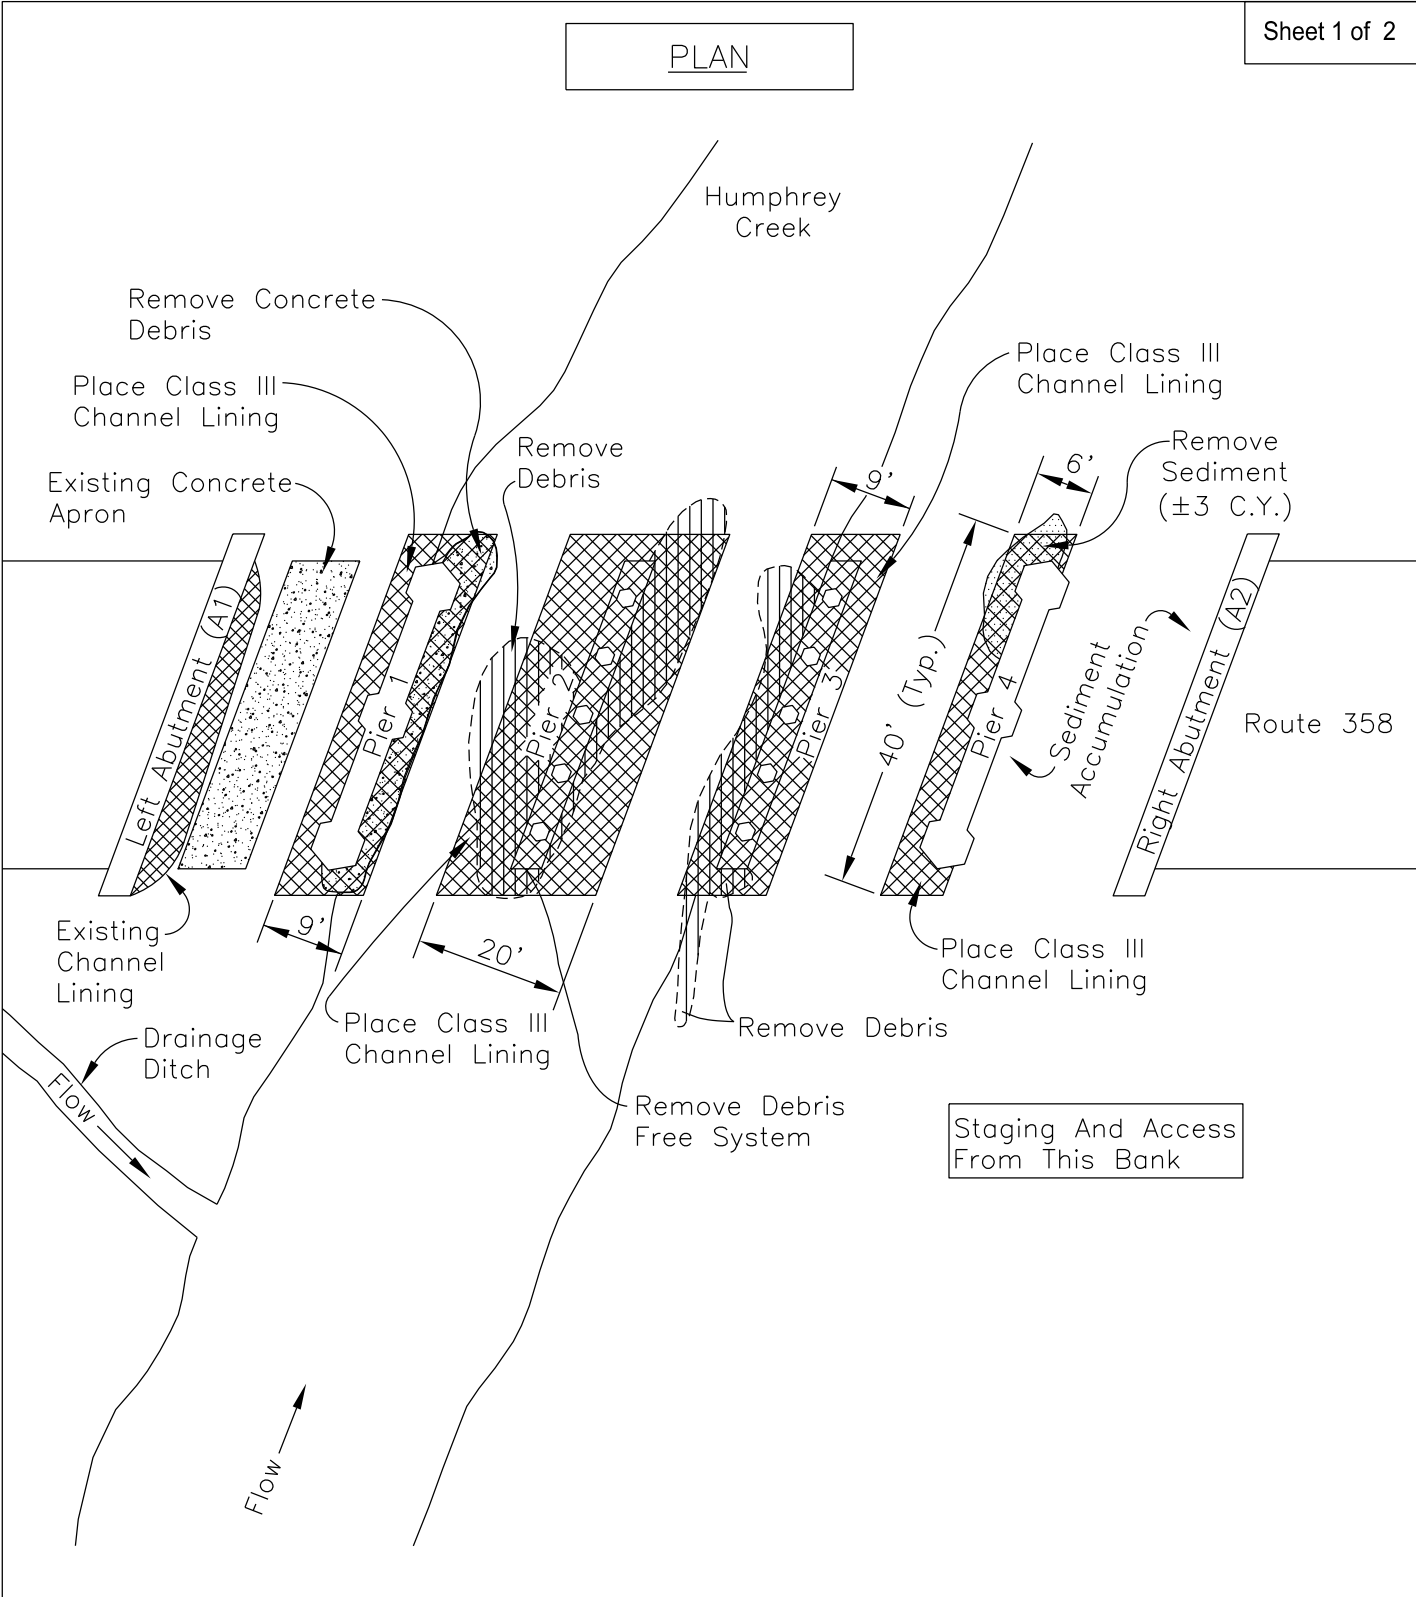 PLAN
Sheet 1 of 2
Humphrey
Creek
Remove Concrete
Debris
Place Class III
Channel Lining
Place Class III
Channel Lining
Remove
Debris
Remove
Sediment
(±3 C.Y.)
Existing Concrete
Apron
9'
6'
Left Abutment (A1)
Pier 1
Pier 2
Pier 3
40' (Typ.)
Pier 4
Sediment
Accumulation
Right Abutment (A2)
Route 358
Existing
Channel
Lining
9'
20'
Place Class III
Channel Lining
Place Class III
Channel Lining
Remove Debris
Drainage
Ditch
Flow
Remove Debris
Free System
Staging And Access
From This Bank
Flow